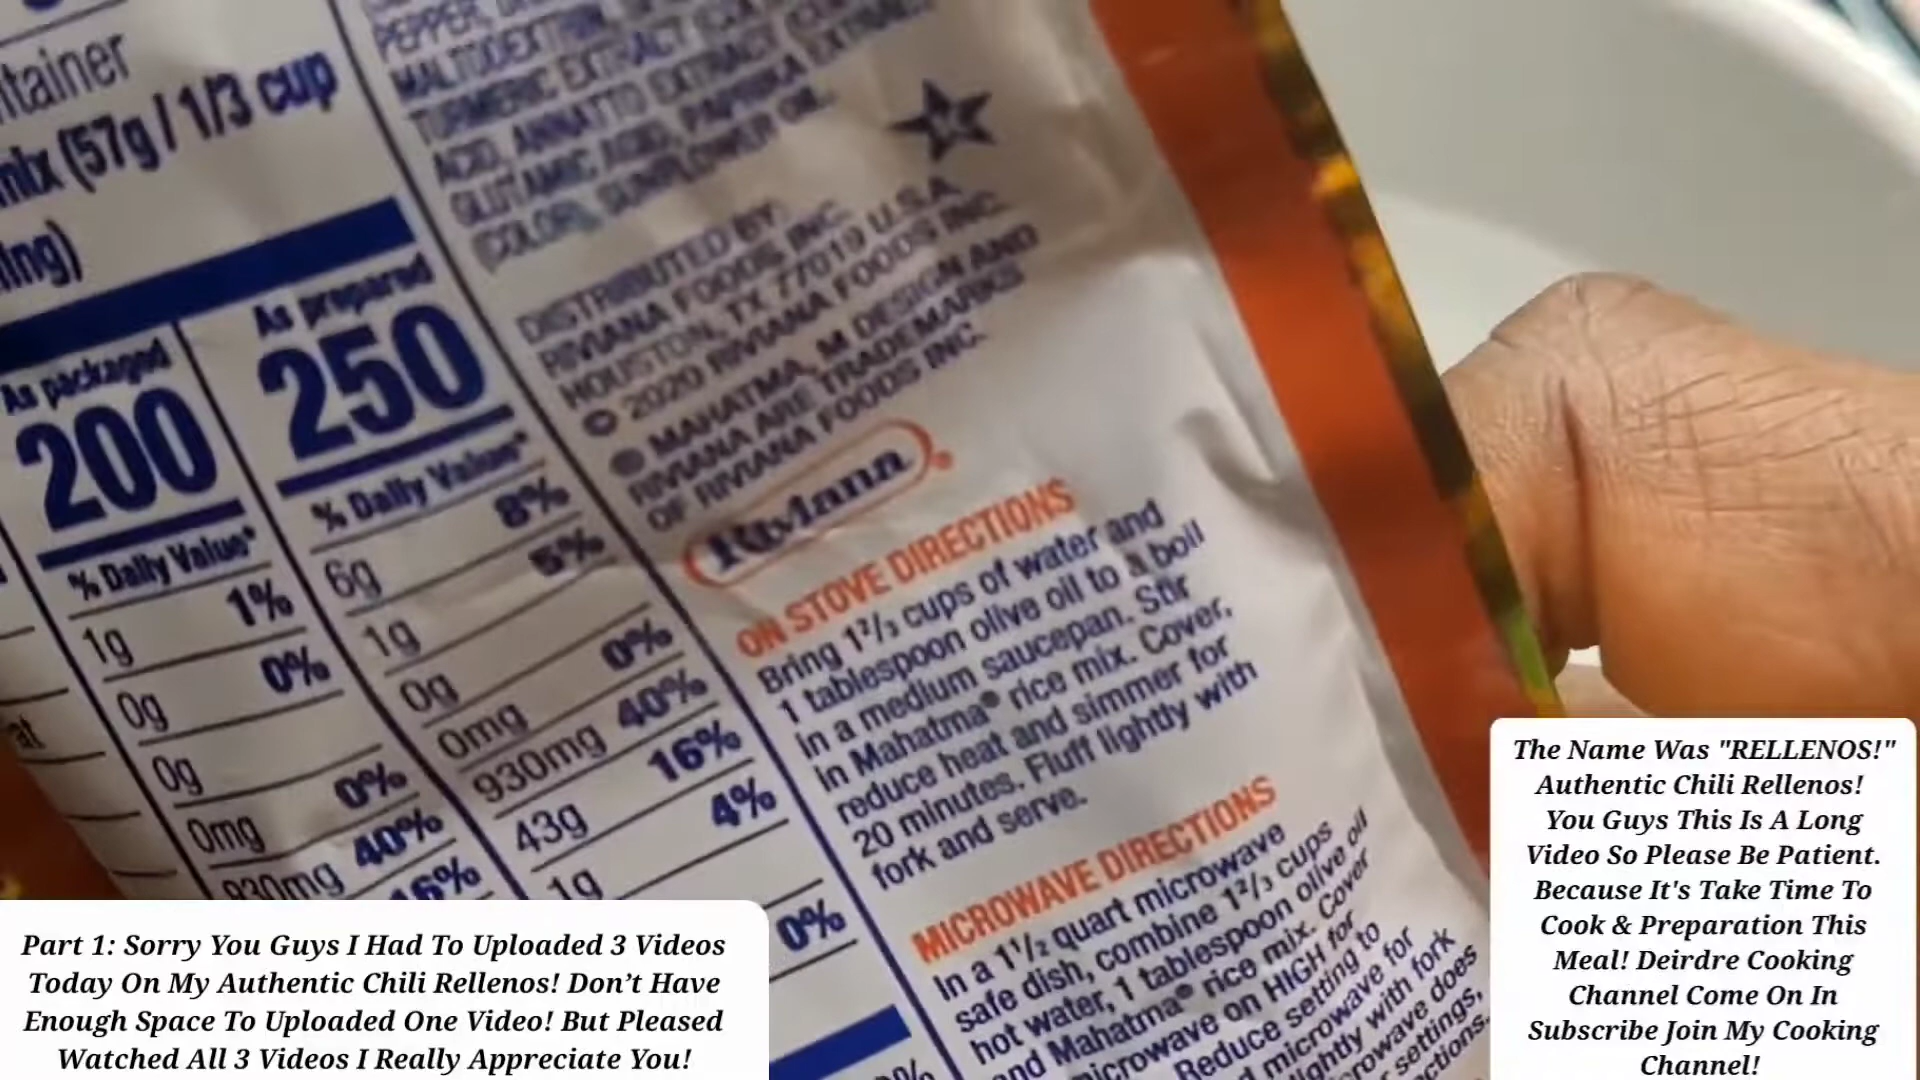 ntainer
mix (57g / 1/3 cup
ing)
As packaged
200
% Daily Value*
1g 1%
0g 0%
0g
0mg 0%
930mg 40%
16%
As prepared
250
% Daily Value*
6g 8%
1g 5%
0g
0mg 0%
930mg 40%
43g 16%
1g 4%
0%
PEPPER,
MALTODEXTRIN,
TURMERIC EXTRACT
ACID, ANNATTO EXTRACT
GLUTAMIC ACID, PAPRIKA
(COLOR), SUNFLOWER OIL.
DISTRIBUTED BY:
RIVIANA FOODS INC.
HOUSTON, TX 77019 U.S.A.
© 2020 RIVIANA FOODS INC.
® MAHATMA, M DESIGN AND
RIVIANA ARE TRADEMARKS
OF RIVIANA FOODS INC.
Riviana
ON STOVE DIRECTIONS
Bring 1²/₃ cups of water and
1 tablespoon olive oil to a boil
in a medium saucepan. Stir
in Mahatma® rice mix. Cover,
reduce heat and simmer for
20 minutes. Fluff lightly with
fork and serve.
MICROWAVE DIRECTIONS
In a 1¹/₂ quart microwave
safe dish, combine 1²/₃ cups
hot water, 1 tablespoon olive oil
and Mahatma® rice mix. Cover
microwave on HIGH for
Reduce setting to
microwave for
lightly with fork
microwave does
settings,
Part 1: Sorry You Guys I Had To Uploaded 3 Videos
Today On My Authentic Chili Rellenos! Don’t Have
Enough Space To Uploaded One Video! But Pleased
Watched All 3 Videos I Really Appreciate You!
The Name Was "RELLENOS!"
Authentic Chili Rellenos!
You Guys This Is A Long
Video So Please Be Patient.
Because It's Take Time To
Cook & Preparation This
Meal! Deirdre Cooking
Channel Come On In
Subscribe Join My Cooking
Channel!